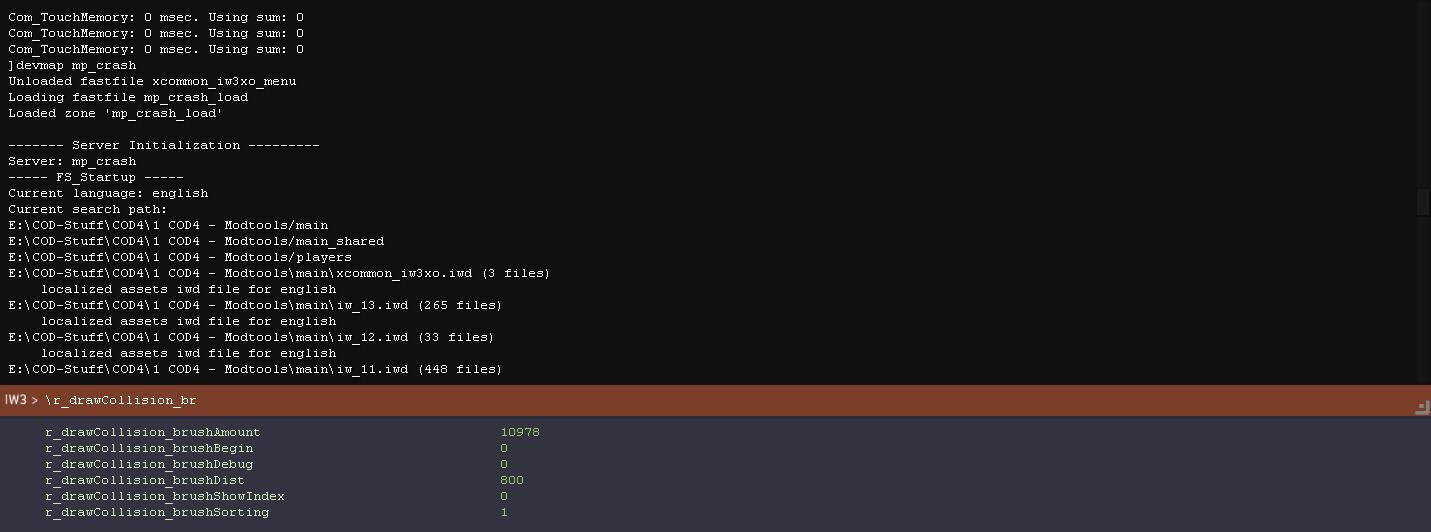 Com_TouchMemory: 0 msec. Using sum: 0
Com_TouchMemory: 0 msec. Using sum: 0
Com_TouchMemory: 0 msec. Using sum: 0
]devmap mp_crash
Unloaded fastfile xcommon_iw3xo_menu
Loading fastfile mp_crash_load
Loaded zone 'mp_crash_load'
------- Server Initialization ---------
Server: mp_crash
----- FS_Startup -----
Current language: english
Current search path:
E:\COD-Stuff\COD4\1 COD4 - Modtools/main
E:\COD-Stuff\COD4\1 COD4 - Modtools/main_shared
E:\COD-Stuff\COD4\1 COD4 - Modtools/players
E:\COD-Stuff\COD4\1 COD4 - Modtools\main\xcommon_iw3xo.iwd (3 files)
    localized assets iwd file for english
E:\COD-Stuff\COD4\1 COD4 - Modtools\main\iw_13.iwd (265 files)
    localized assets iwd file for english
E:\COD-Stuff\COD4\1 COD4 - Modtools\main\iw_12.iwd (33 files)
    localized assets iwd file for english
E:\COD-Stuff\COD4\1 COD4 - Modtools\main\iw_11.iwd (448 files)
IW3 > \r_drawCollision_br
r_drawCollision_brushAmount 10978
r_drawCollision_brushBegin 0
r_drawCollision_brushDebug 0
r_drawCollision_brushDist 800
r_drawCollision_brushShowIndex 0
r_drawCollision_brushSorting 1